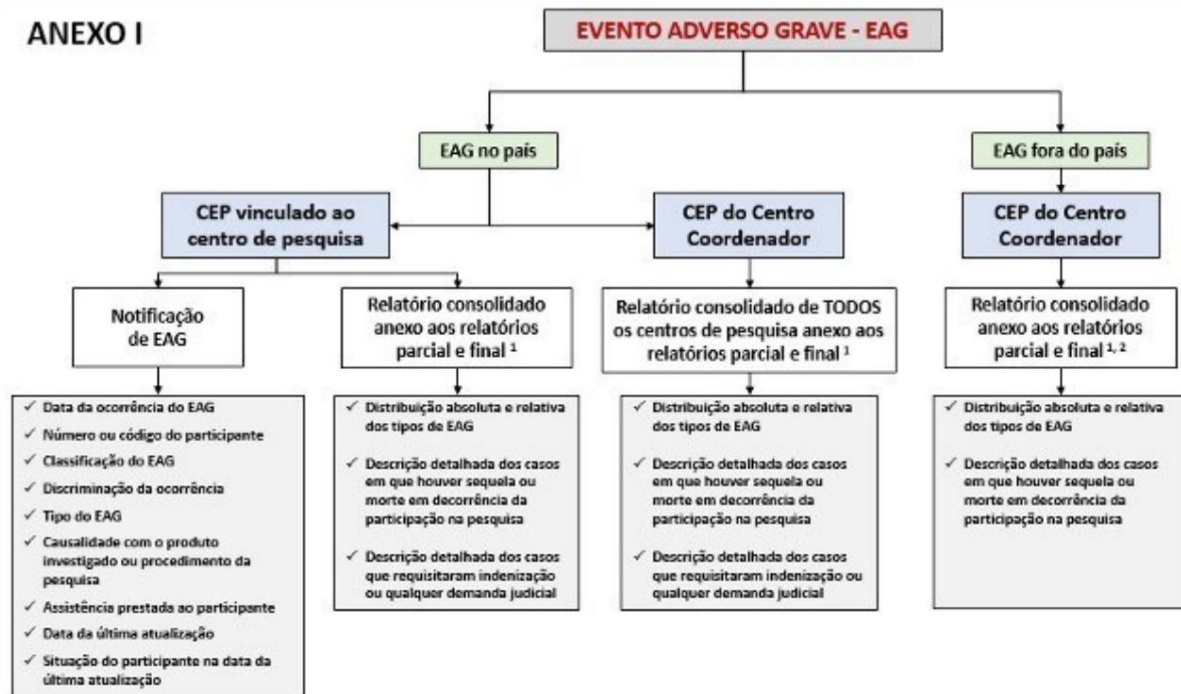 ANEXO I
EVENTO ADVERSO GRAVE - EAG
EAG no país
EAG fora do país
CEP vinculado ao
centro de pesquisa
CEP do Centro
Coordenador
CEP do Centro
Coordenador
Notificação
de EAG
Relatório consolidado
anexo aos relatórios
parcial e final ¹
Relatório consolidado de TODOS
os centros de pesquisa anexo aos
relatórios parcial e final ¹
Relatório consolidado
anexo aos relatórios
parcial e final ¹, ²
✓ Data da ocorrência do EAG
✓ Número ou código do participante
✓ Classificação do EAG
✓ Discriminação da ocorrência
✓ Tipo do EAG
✓ Causalidade com o produto
investigado ou procedimento da
pesquisa
✓ Assistência prestada ao participante
✓ Data da última atualização
✓ Situação do participante na data da
última atualização
✓ Distribuição absoluta e relativa
dos tipos de EAG
✓ Descrição detalhada dos casos
em que houver sequela ou
morte em decorrência da
participação na pesquisa
✓ Descrição detalhada dos casos
que requisitaram indenização
ou qualquer demanda judicial
✓ Distribuição absoluta e relativa
dos tipos de EAG
✓ Descrição detalhada dos casos
em que houver sequela ou
morte em decorrência da
participação na pesquisa
✓ Descrição detalhada dos casos
que requisitaram indenização ou
qualquer demanda judicial
✓ Distribuição absoluta e relativa
dos tipos de EAG
✓ Descrição detalhada dos casos
em que houver sequela ou
morte em decorrência da
participação na pesquisa